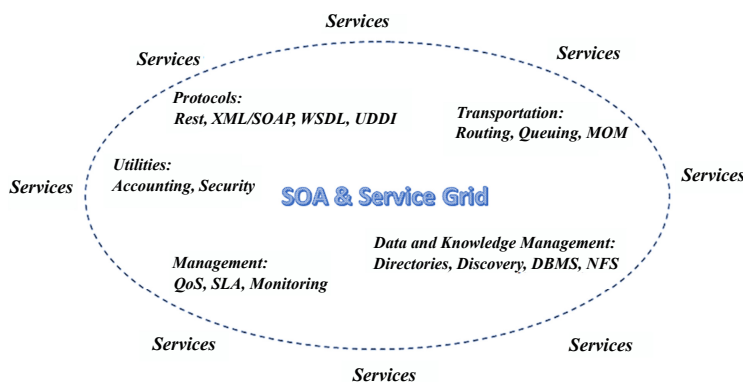 Services
Services
Services
Protocols:
Rest, XML/SOAP, WSDL, UDDI
Transportation:
Routing, Queuing, MOM
Utilities:
Accounting, Security
Services
Services
SOA & Service Grid
Data and Knowledge Management:
Directories, Discovery, DBMS, NFS
Management:
QoS, SLA, Monitoring
Services
Services
Services